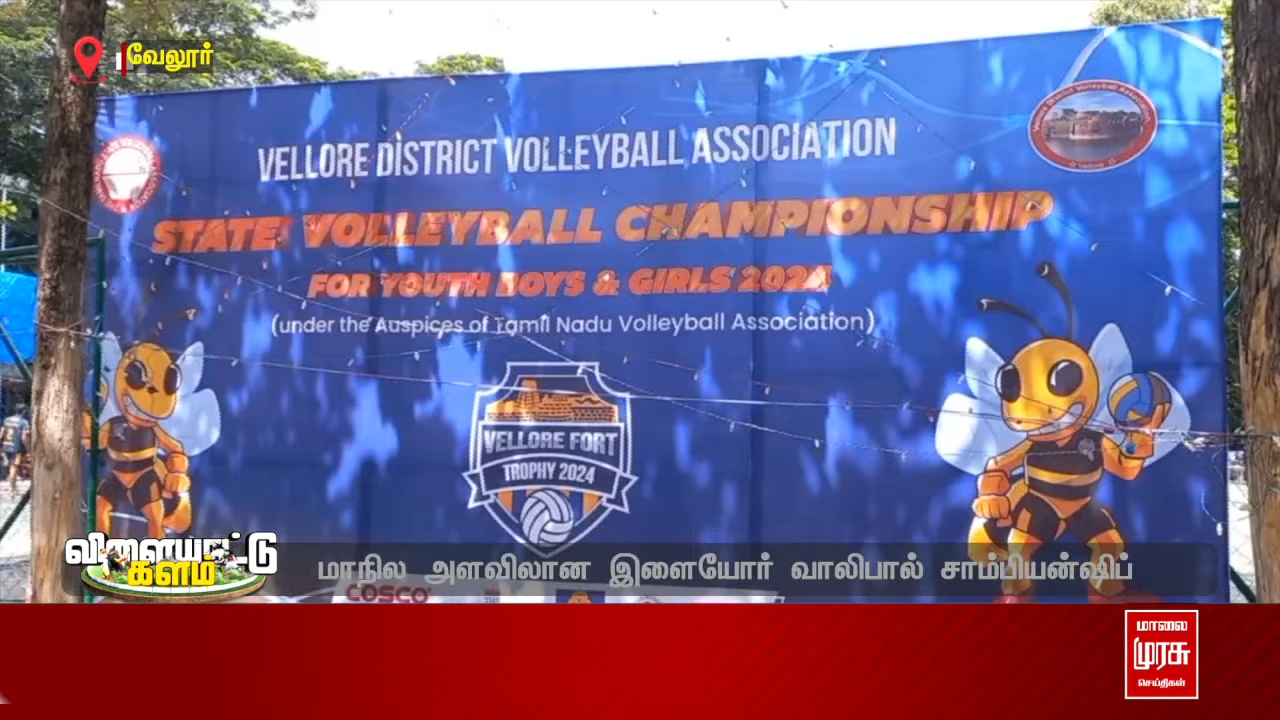 வேலூர்
VELLORE DISTRICT VOLLEYBALL ASSOCIATION
STATE VOLLEYBALL CHAMPIONSHIP
FOR YOUTH BOYS & GIRLS 2024
(under the Auspices of Tamil Nadu Volleyball Association)
VELLORE FORT
TROPHY 2024
விளையாட்டு
களம்
மாநில அளவிலான இளையோர் வாலிபால் சாம்பியன்ஷிப்
COSCO
மாலை
முரசு
செய்திகள்